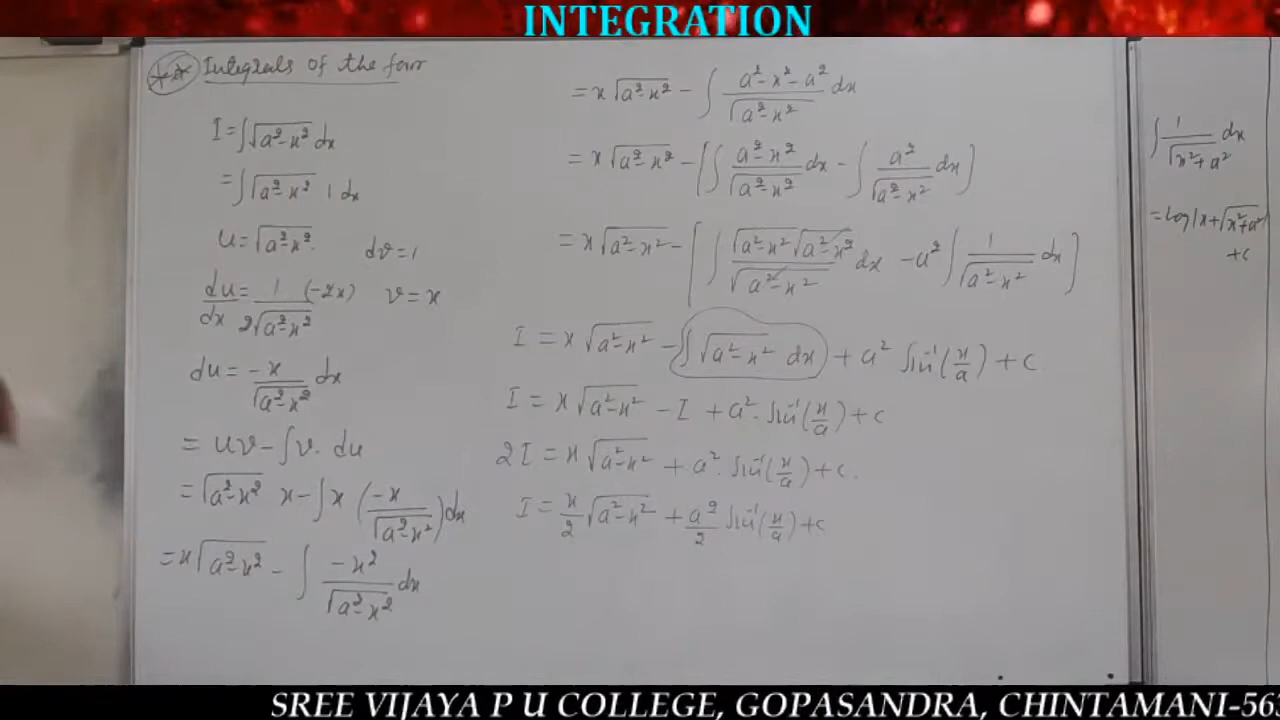 INTEGRATION
** Integrals of the form
I = ∫√a²-x² dx
= ∫√a²-x² 1 dx
u = √a²-x². dv = 1
du/dx = 1/2√a²-x² (-2x) v = x
du = -x/√a²-x² dx
= uv - ∫v. du
= √a²-x² x - ∫x (-x/√a²-x²) dx
= x√a²-x² - ∫ -x²/√a²-x² dx
= x√a²-x² - ∫ a²-x²-a²/√a²-x² dx
= x√a²-x² - [∫ a²-x²/√a²-x² dx - ∫ a²/√a²-x² dx]
= x√a²-x² - [∫ √a²-x² √a²-x²/√a²-x² dx - a² ∫ 1/√a²-x² dx]
I = x√a²-x² - ∫√a²-x² dx + a² sin⁻¹(x/a) + c
I = x√a²-x² - I + a². sin⁻¹(x/a) + c
2I = x√a²-x² + a². sin⁻¹(x/a) + c.
I = x/2 √a²-x² + a²/2 sin⁻¹(x/a) + c
∫ 1/√x²+a² dx
= log|x+√x²+a²|
+c
SREE VIJAYA P U COLLEGE, GOPASANDRA, CHINTAMANI-563